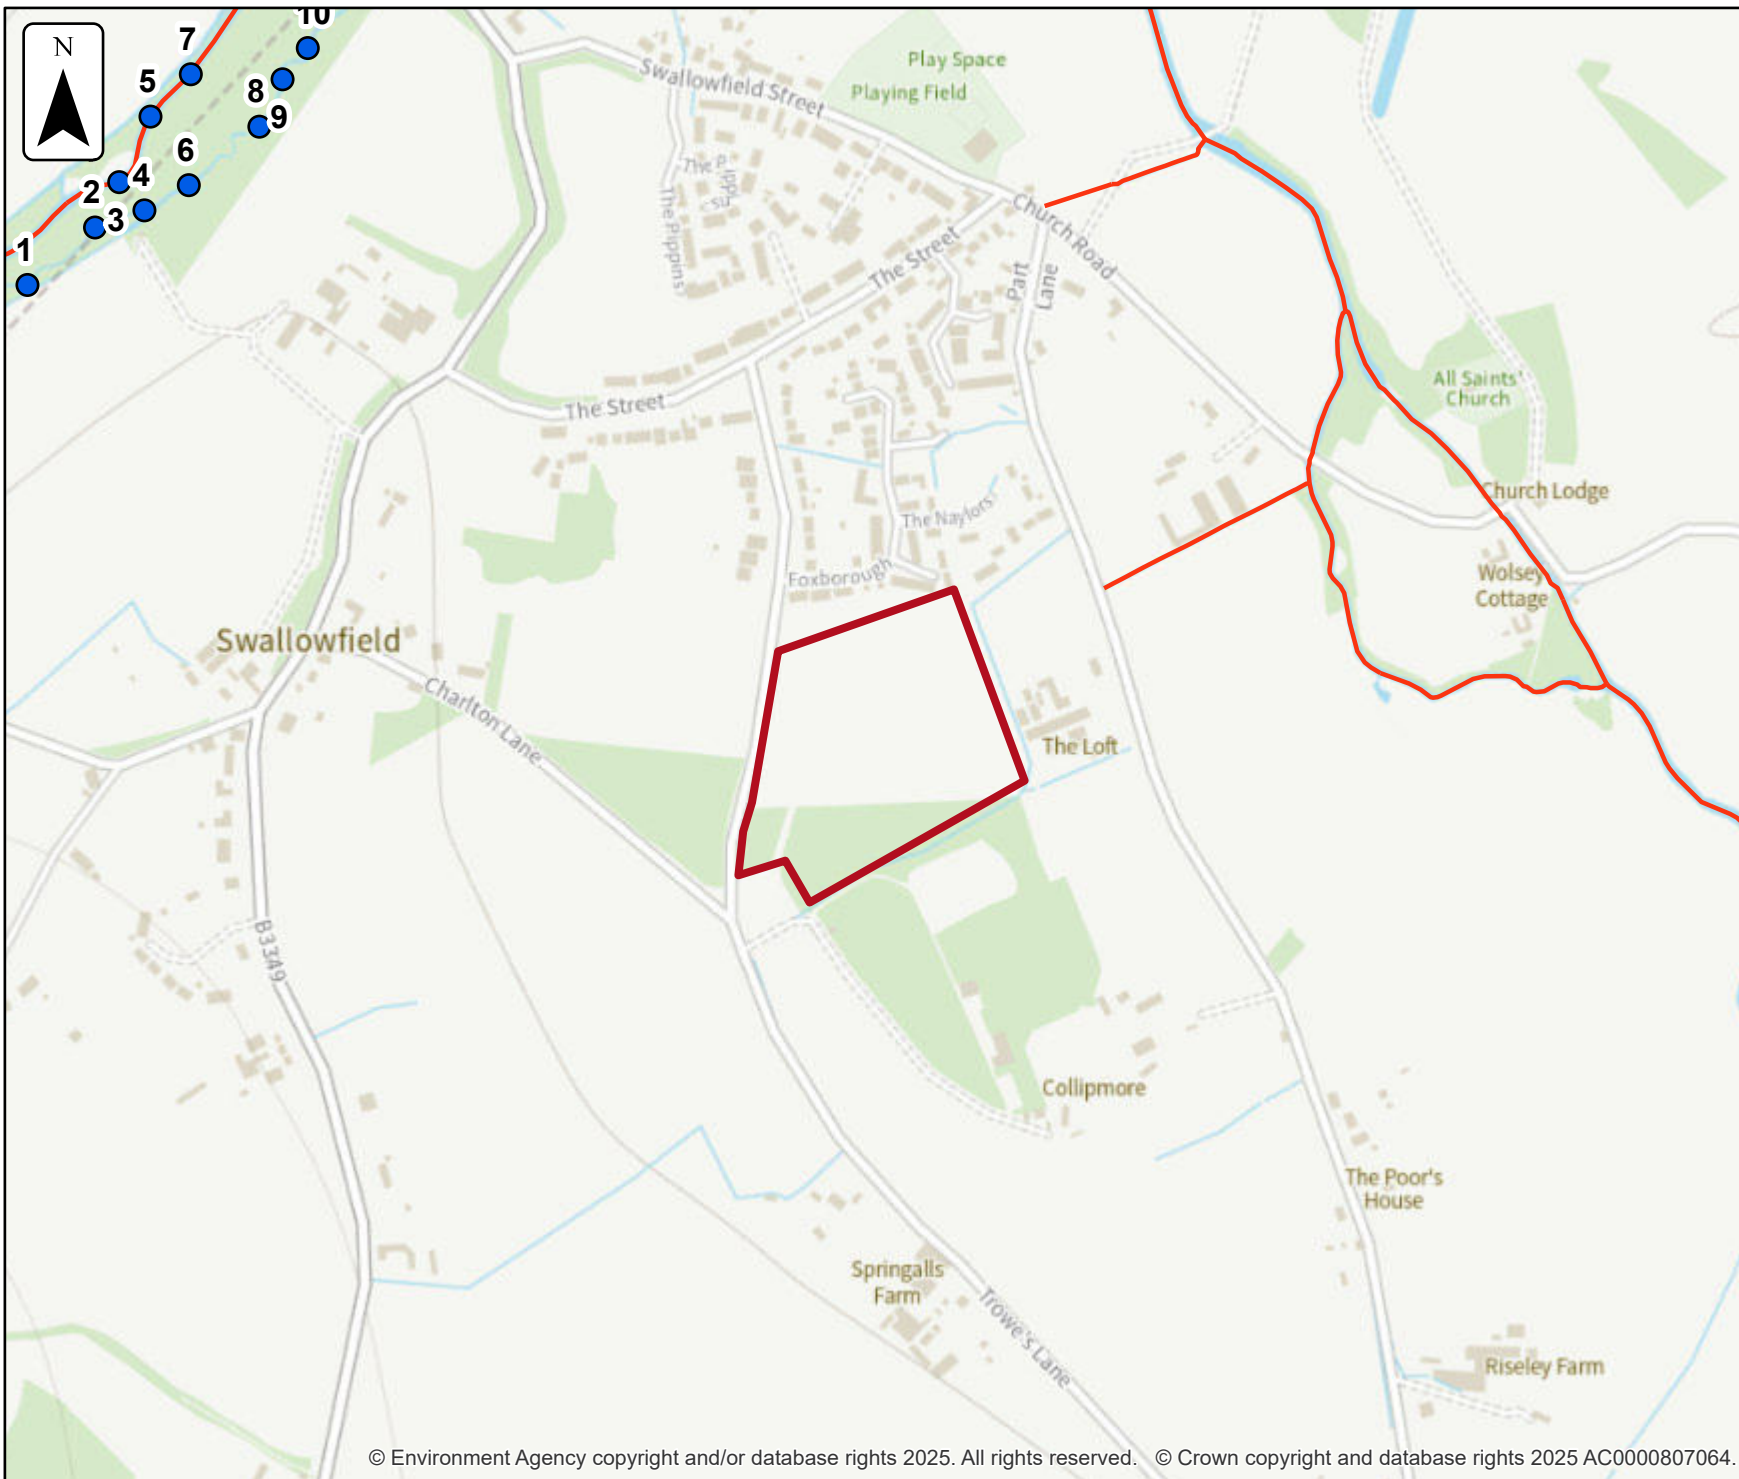 N
10
7
5
8
9
6
4
2
3
1
Play Space
Playing Field
Swallowfield Street
The Pippins
The Pippins
Church Road
The Street
Part
Lane
The Street
All Saints'
Church
Church Lodge
The Naylors
Foxborough
Wolsey
Cottage
Swallowfield
Charlton Lane
The Loft
B3349
Collipmore
The Poor's
House
Springalls
Farm
Trowe's Lane
Riseley Farm
© Environment Agency copyright and/or database rights 2025. All rights reserved. © Crown copyright and database rights 2025 AC0000807064.